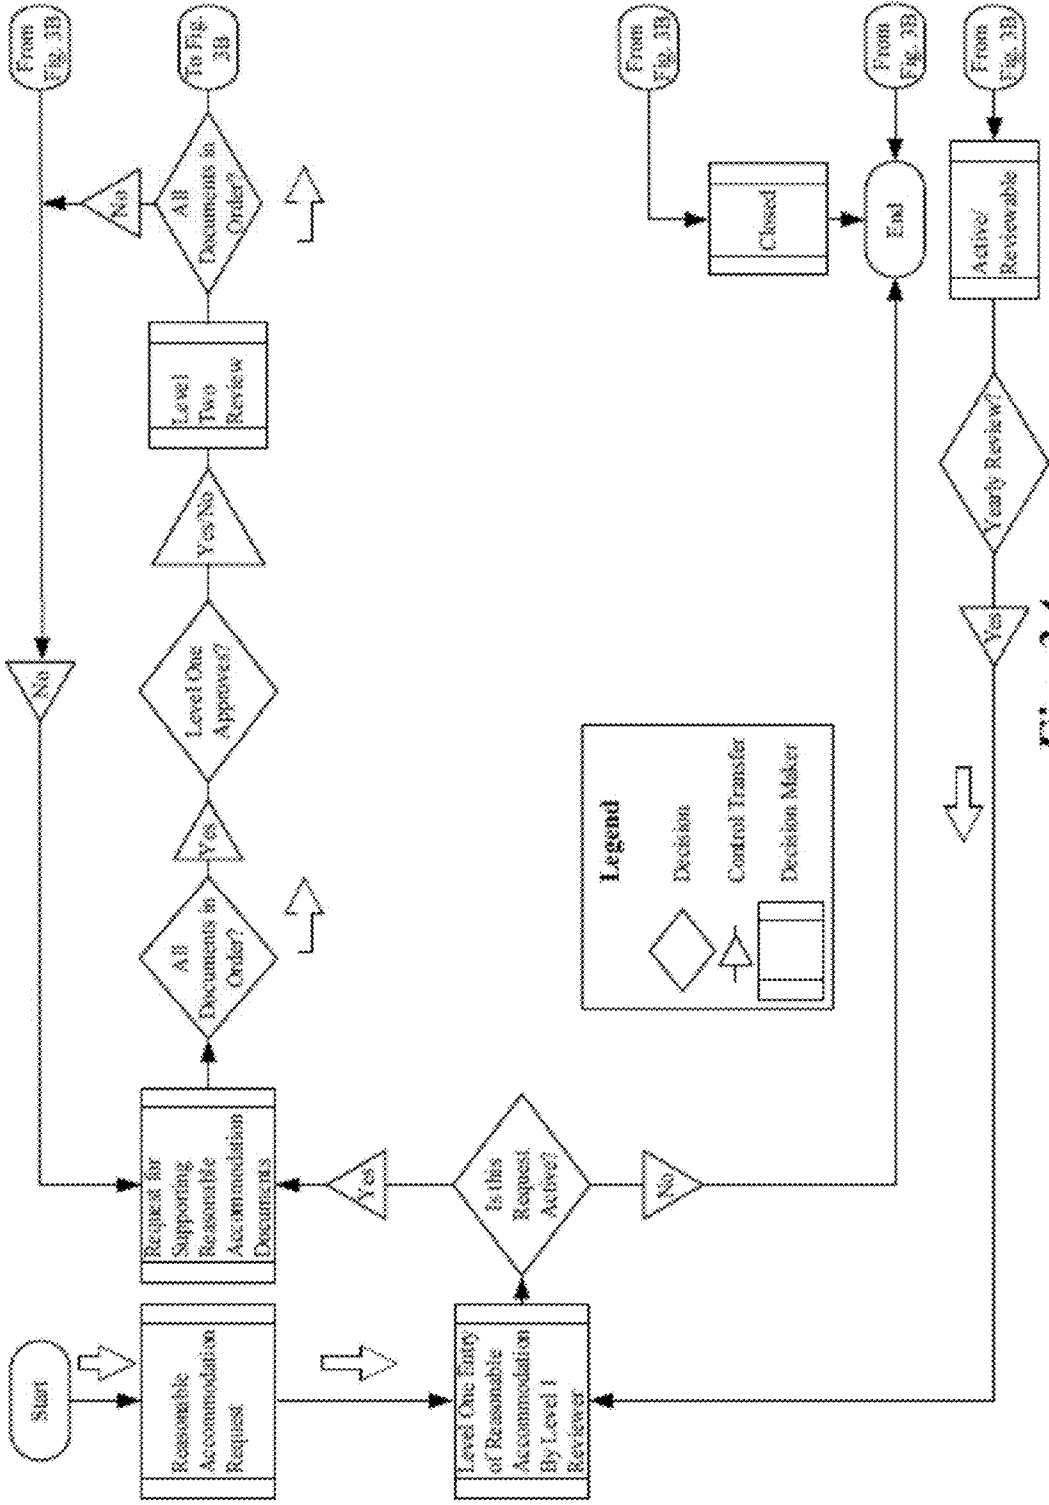 Start
Reasonable
Accommodation
Request
Level One Entry
of Reasonable
Accommodation
By Level 1
Reviewer
Request for
Supporting
Reasonable
Accommodation
Documents
Is this
Request
Active?
Yes
No
All
Documents in
Order?
Yes
Level One
Approves?
Yes/No
Level
Two
Review
All
Documents in
Order?
No
To Fig.
3B
From
Fig. 3B
No
Legend
Decision
Control Transfer
Decision Maker
From
Fig. 3B
Closed
End
From
Fig. 3B
From
Fig. 3B
Active/
Reviewable
Yearly Review?
Yes